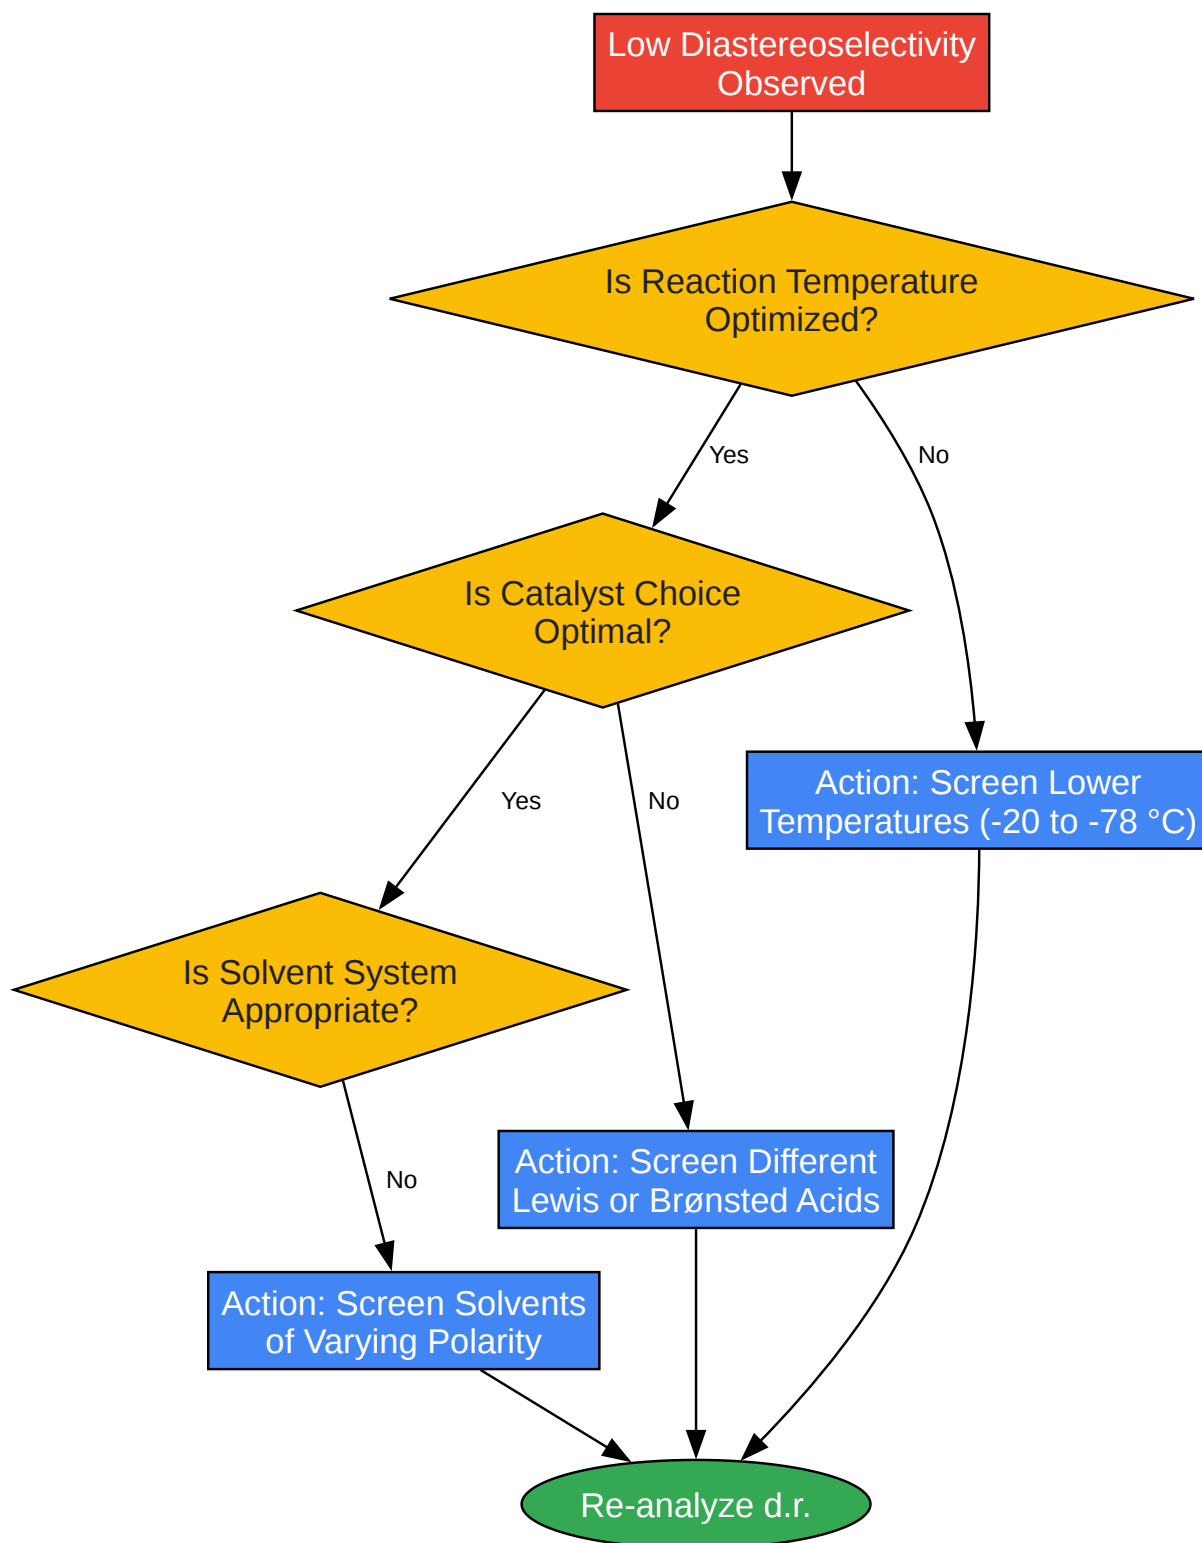 Low Diastereoselectivity
Observed
Is Reaction Temperature
Optimized?
Yes
No
Is Catalyst Choice
Optimal?
Action: Screen Lower
Temperatures (-20 to -78 °C)
Yes
No
Is Solvent System
Appropriate?
Action: Screen Different
Lewis or Brønsted Acids
No
Action: Screen Solvents
of Varying Polarity
Re-analyze d.r.